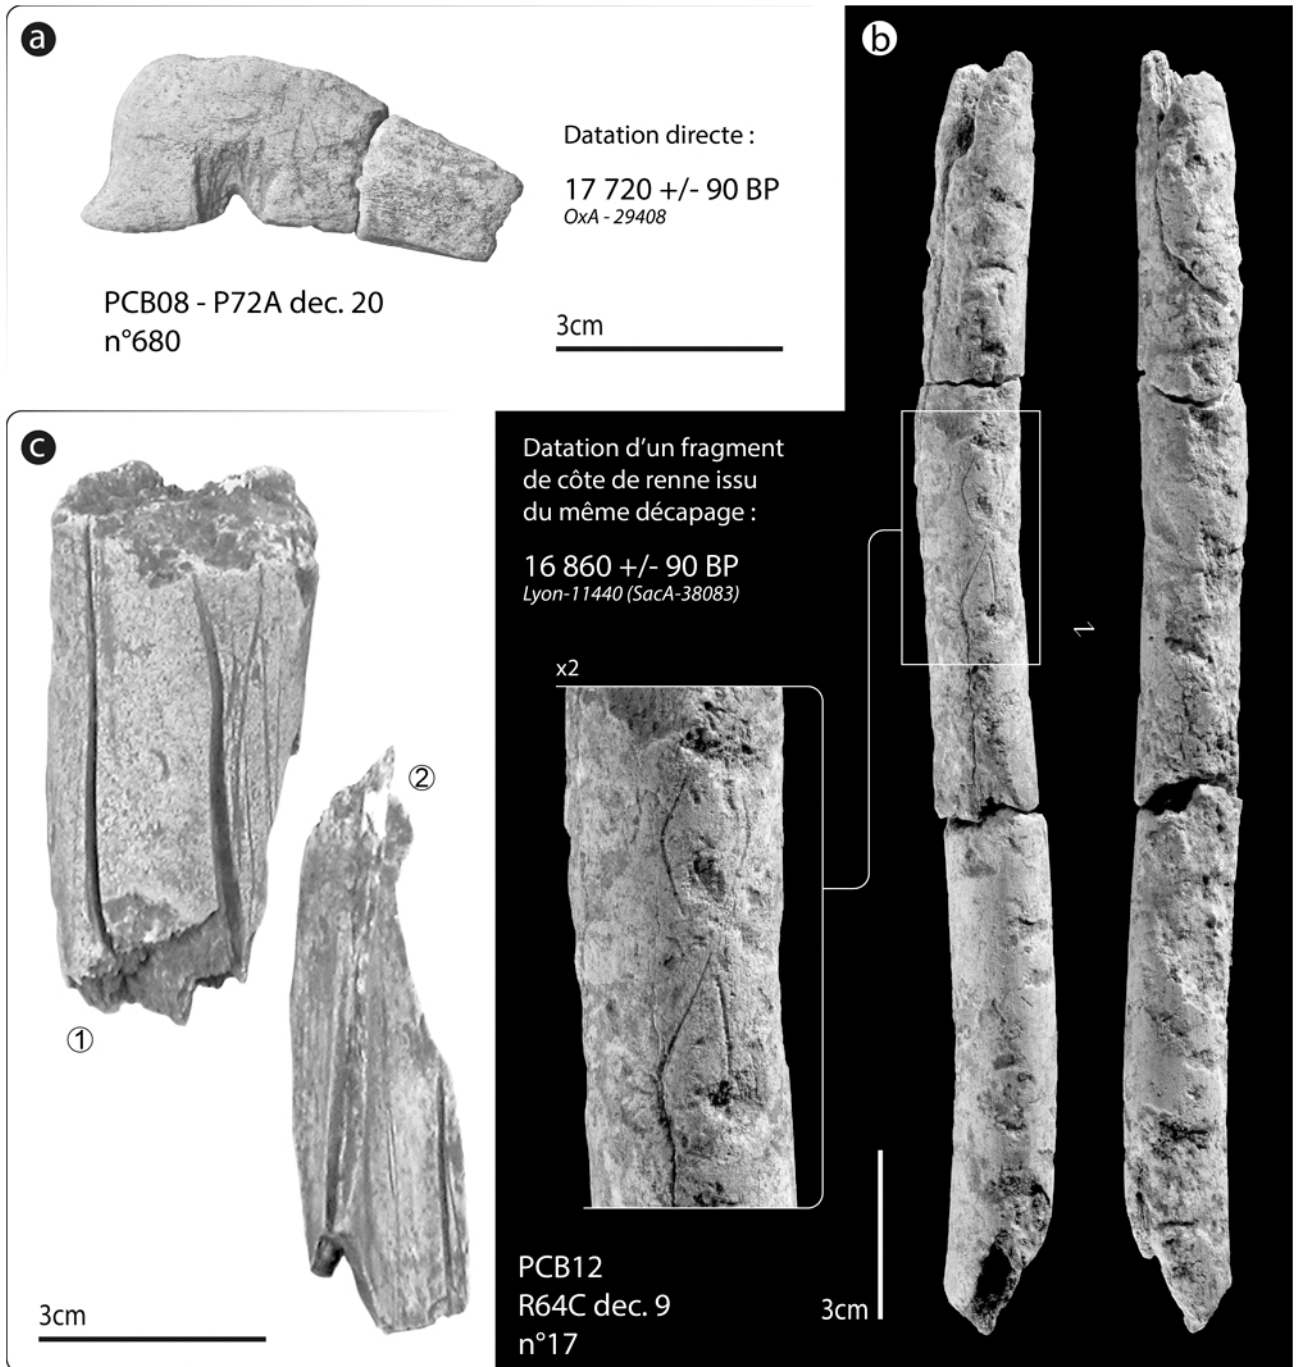 a
Datation directe :
17 720 +/- 90 BP
OxA - 29408
PCB08 - P72A dec. 20
n°680
3cm
b
c
Datation d'un fragment
de côte de renne issu
du même décapage :
16 860 +/- 90 BP
Lyon-11440 (SacA-38083)
x2
①
②
3cm
PCB12
R64C dec. 9
n°17
3cm